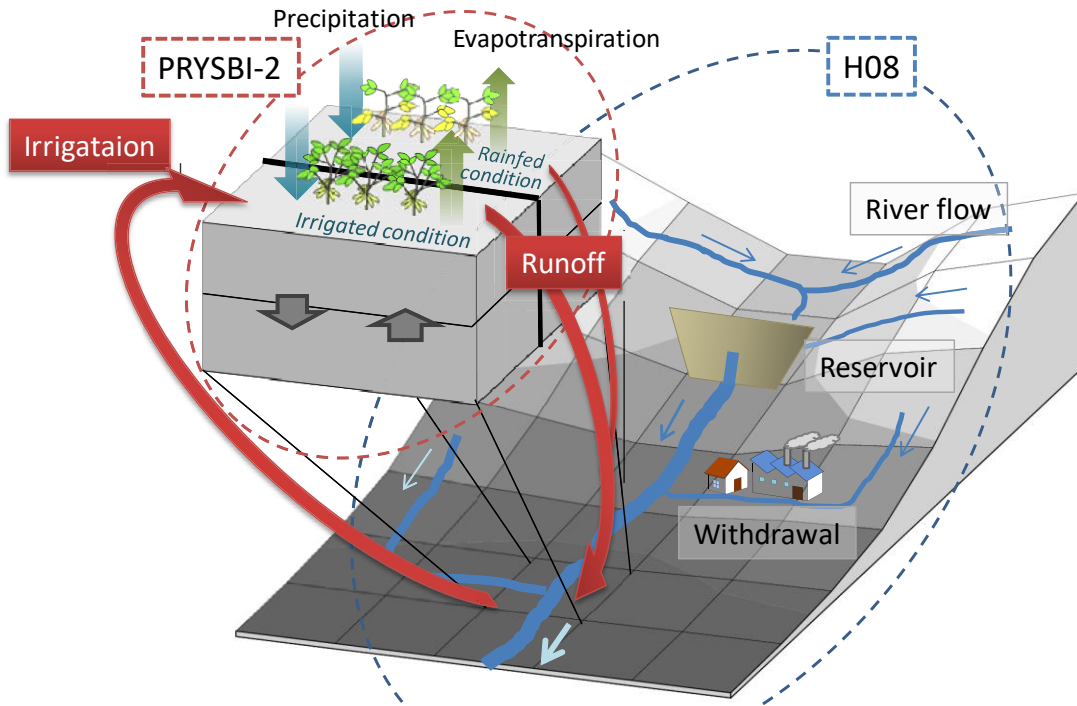 Precipitation
Evapotranspiration
PRYSBI-2
H08
Irrigataion
Rainfed
condition
River flow
Irrigated condition
Runoff
Reservoir
Withdrawal